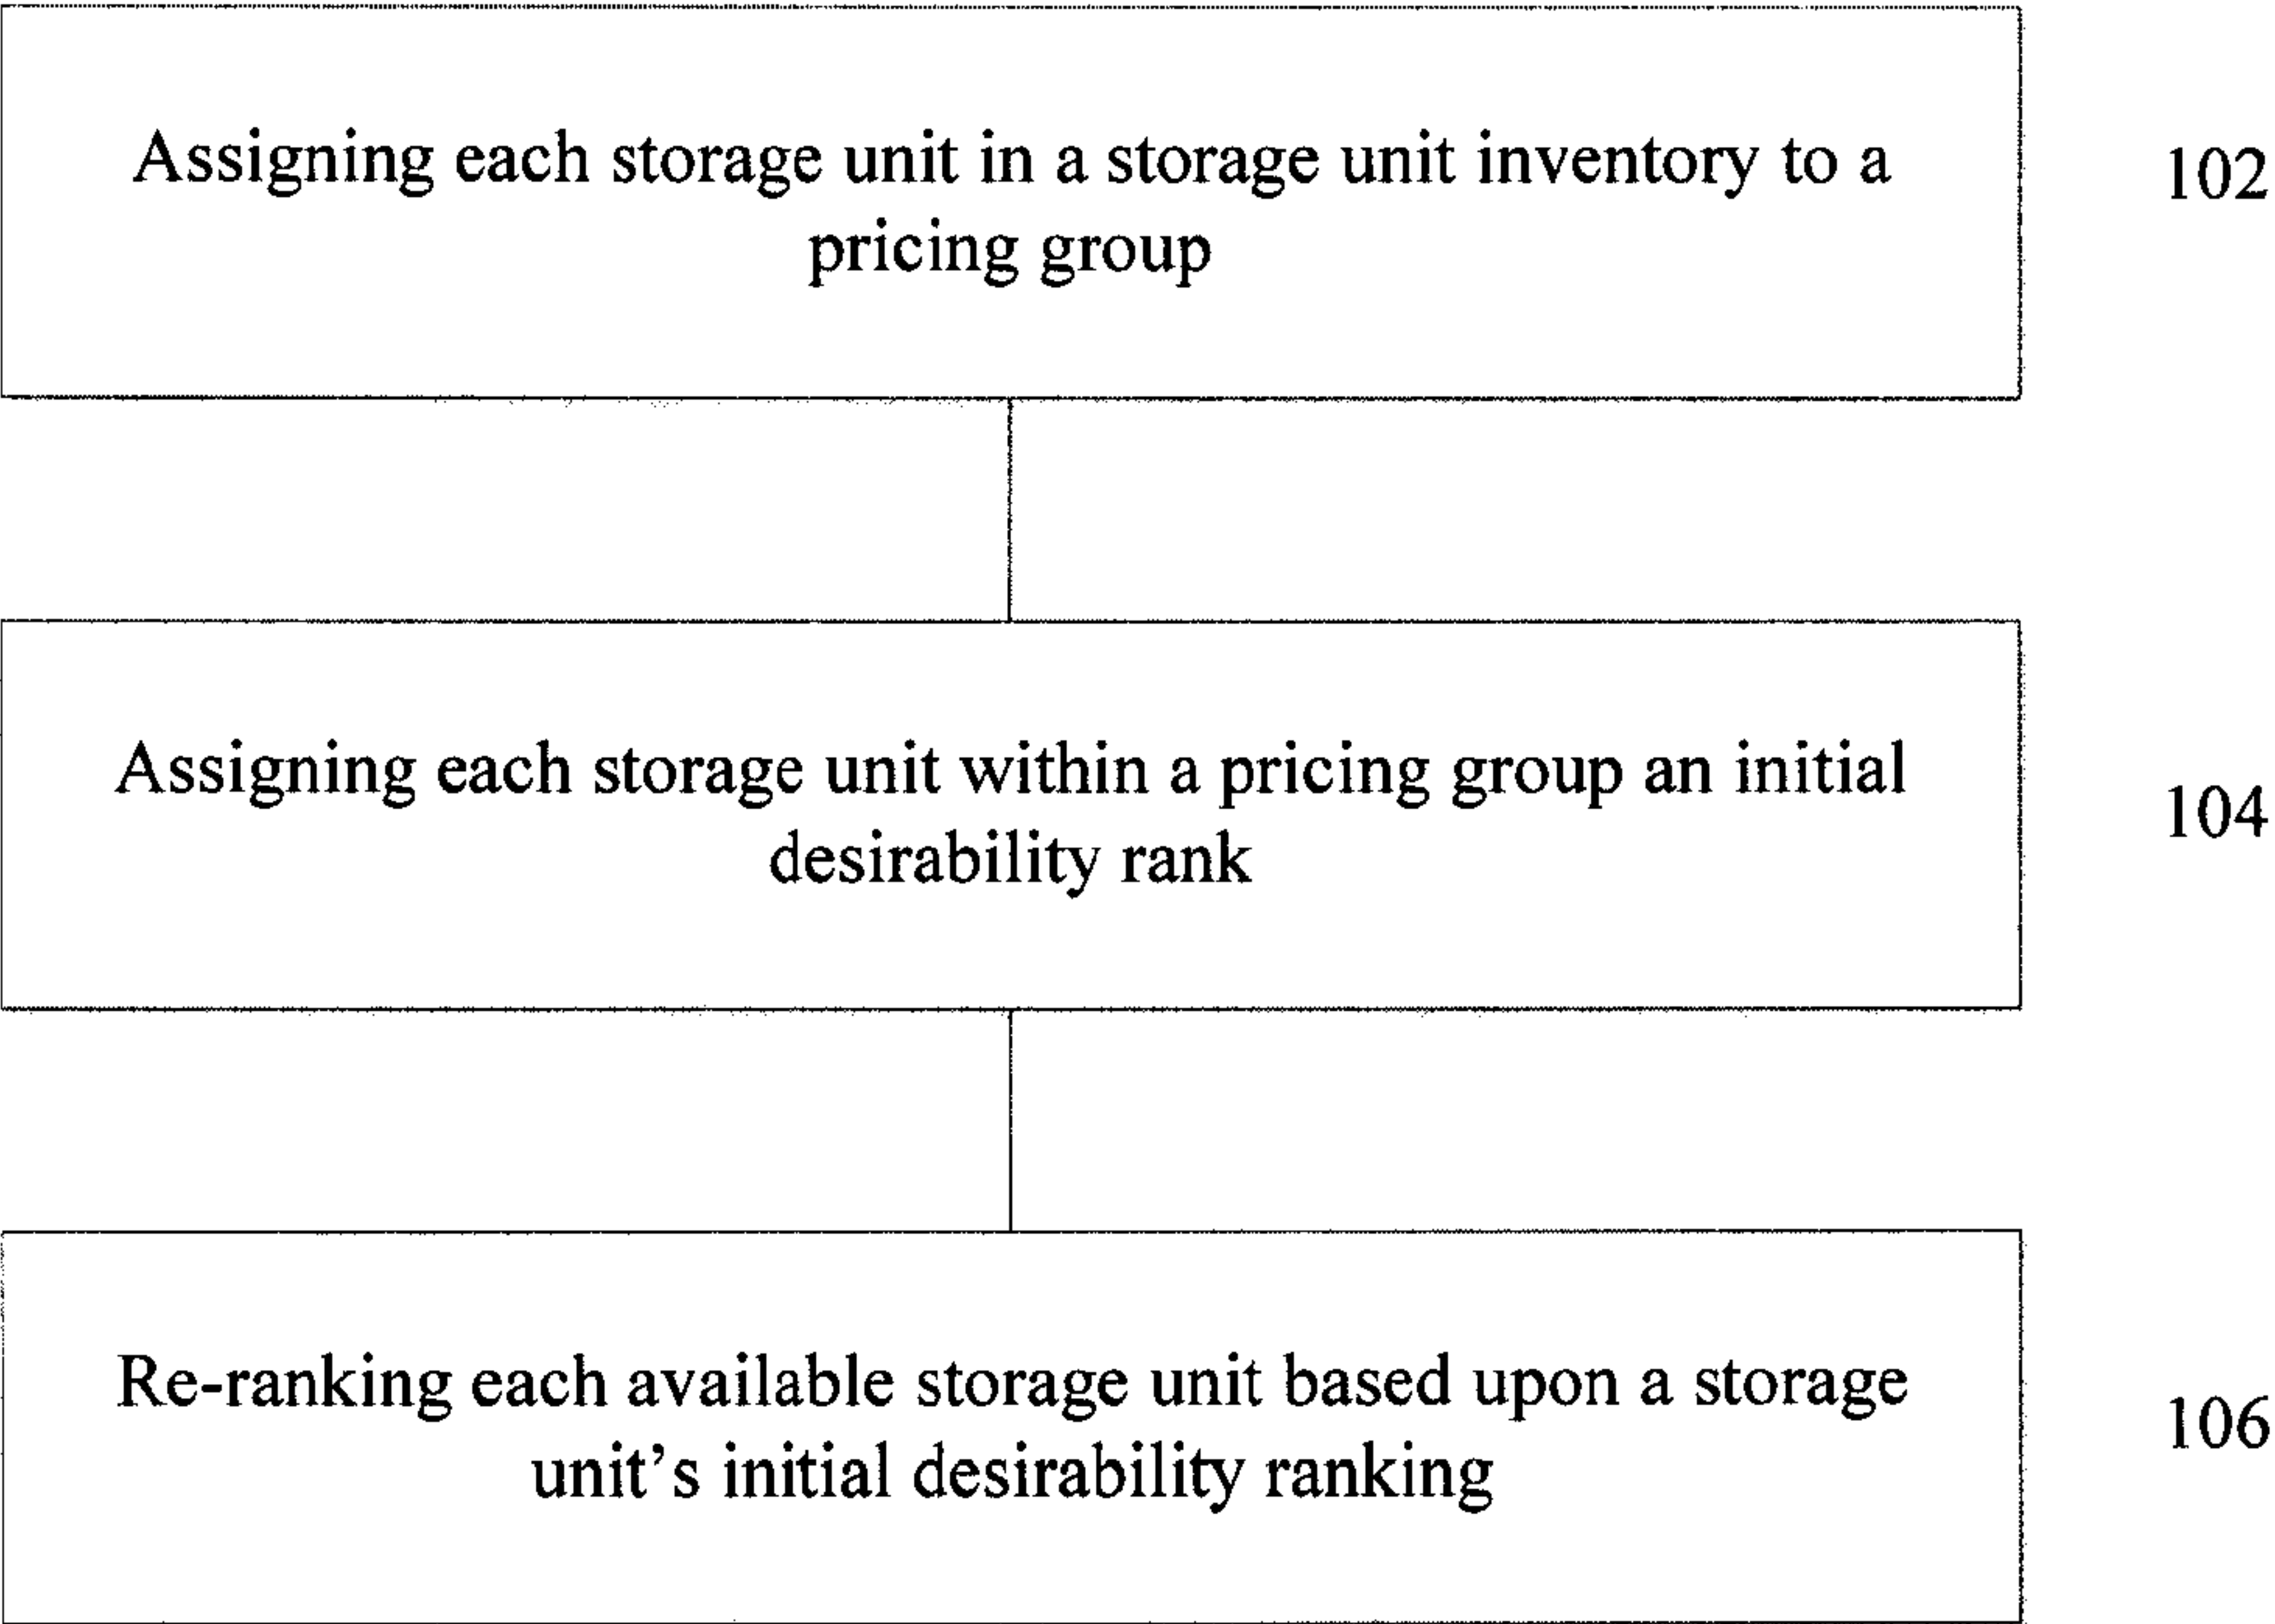 Assigning each storage unit in a storage unit inventory to a
pricing group
102
Assigning each storage unit within a pricing group an initial
desirability rank
104
Re-ranking each available storage unit based upon a storage
unit’s initial desirability ranking
106